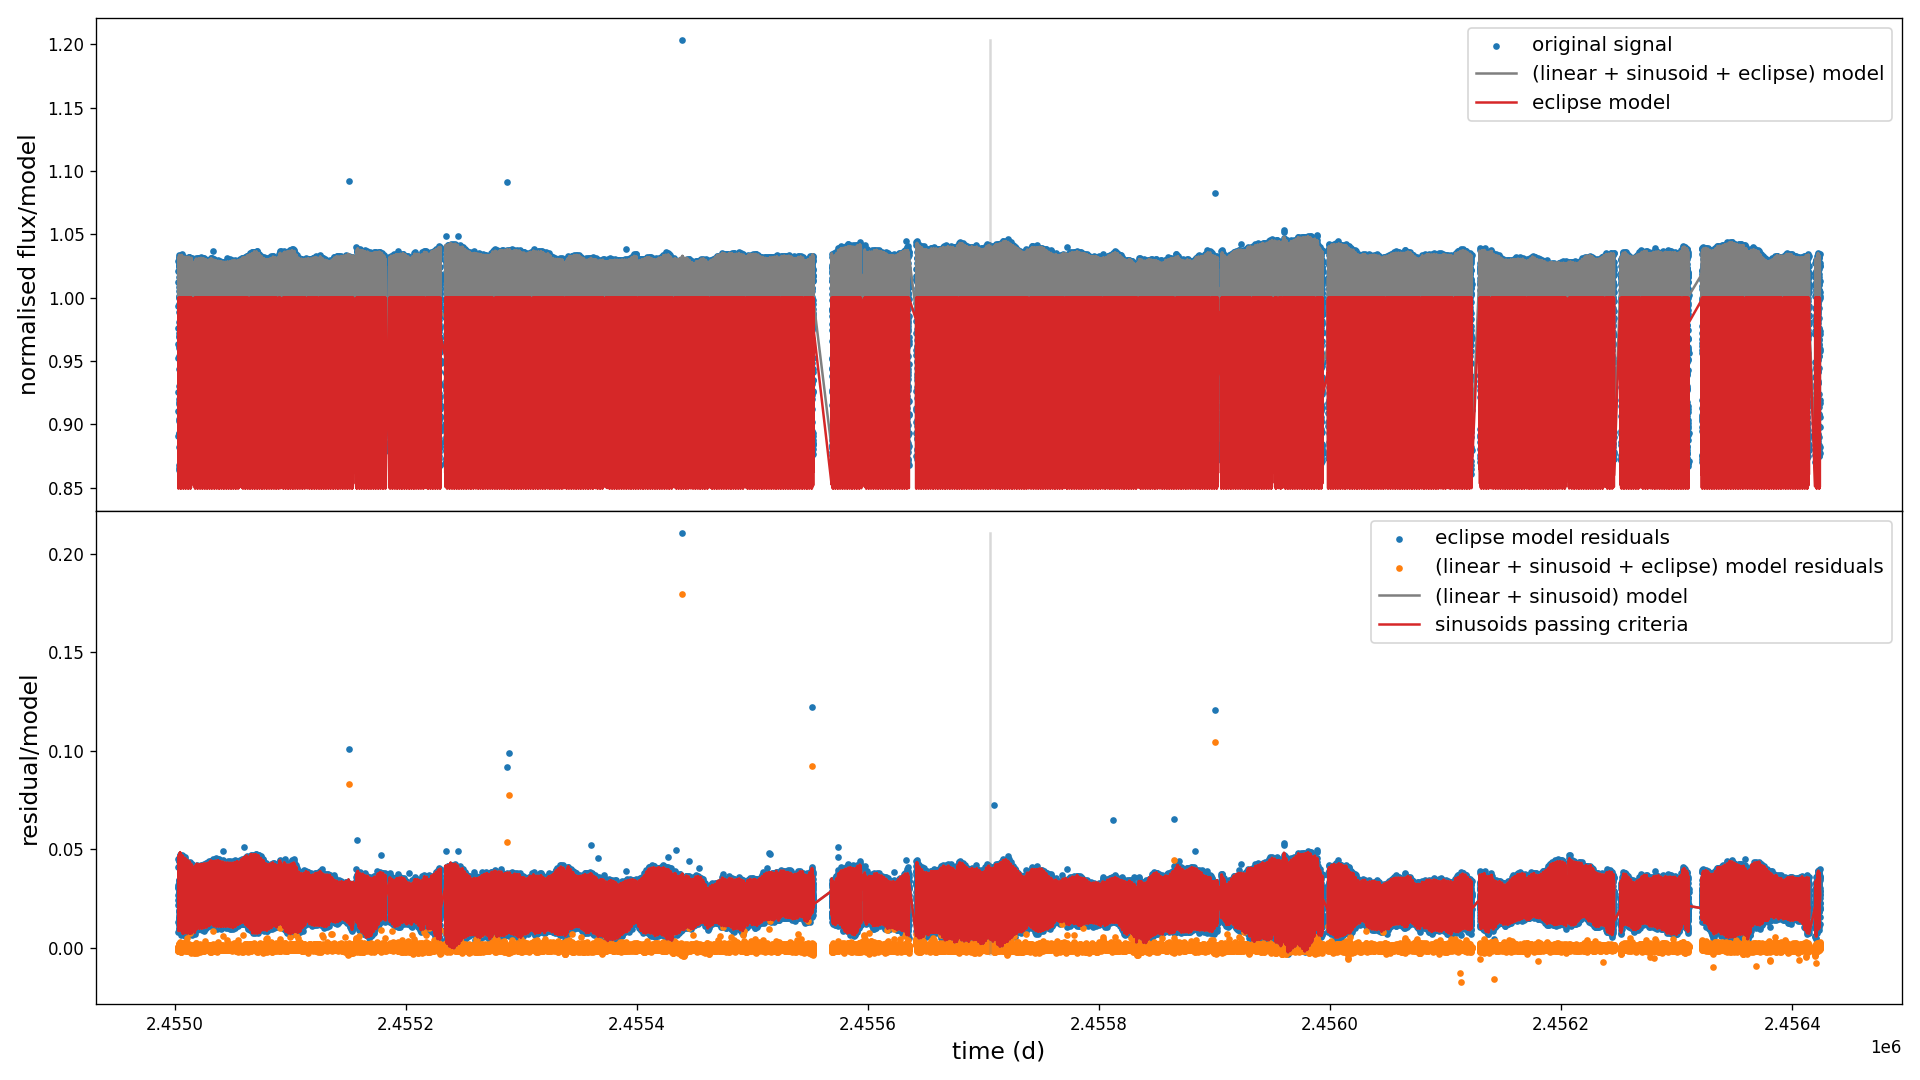 1.20
1.15
1.10
1.05
1.00
0.95
0.90
0.85
normalised flux/model
original signal
(linear + sinusoid + eclipse) model
eclipse model
0.20
0.15
0.10
0.05
0.00
residual/model
eclipse model residuals
(linear + sinusoid + eclipse) model residuals
(linear + sinusoid) model
sinusoids passing criteria
2.4550 2.4552 2.4554 2.4556 2.4558 2.4560 2.4562 2.4564
1e6
time (d)